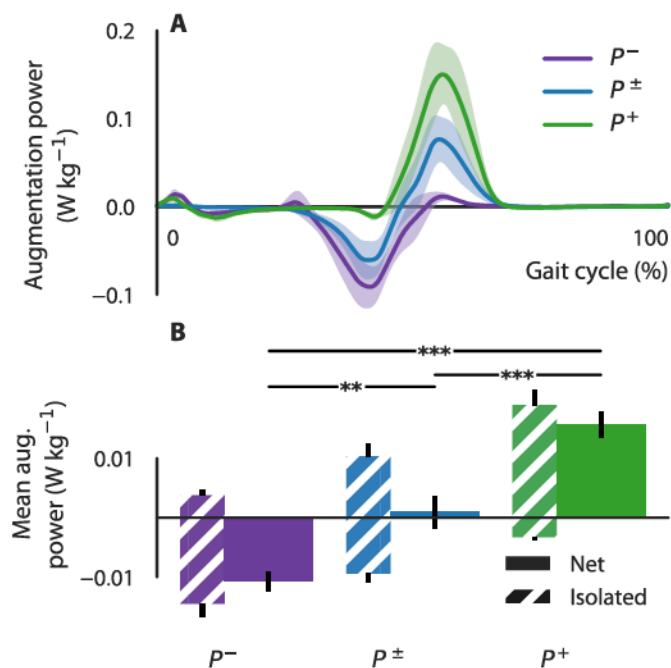 A
0.2
0.1
0.0
−0.1
Augmentation power
(W kg⁻¹)
P⁻
P±
P⁺
0
100
Gait cycle (%)
B
***
**
***
0.01
−0.01
Mean aug.
power (W kg⁻¹)
Net
Isolated
P⁻
P±
P⁺